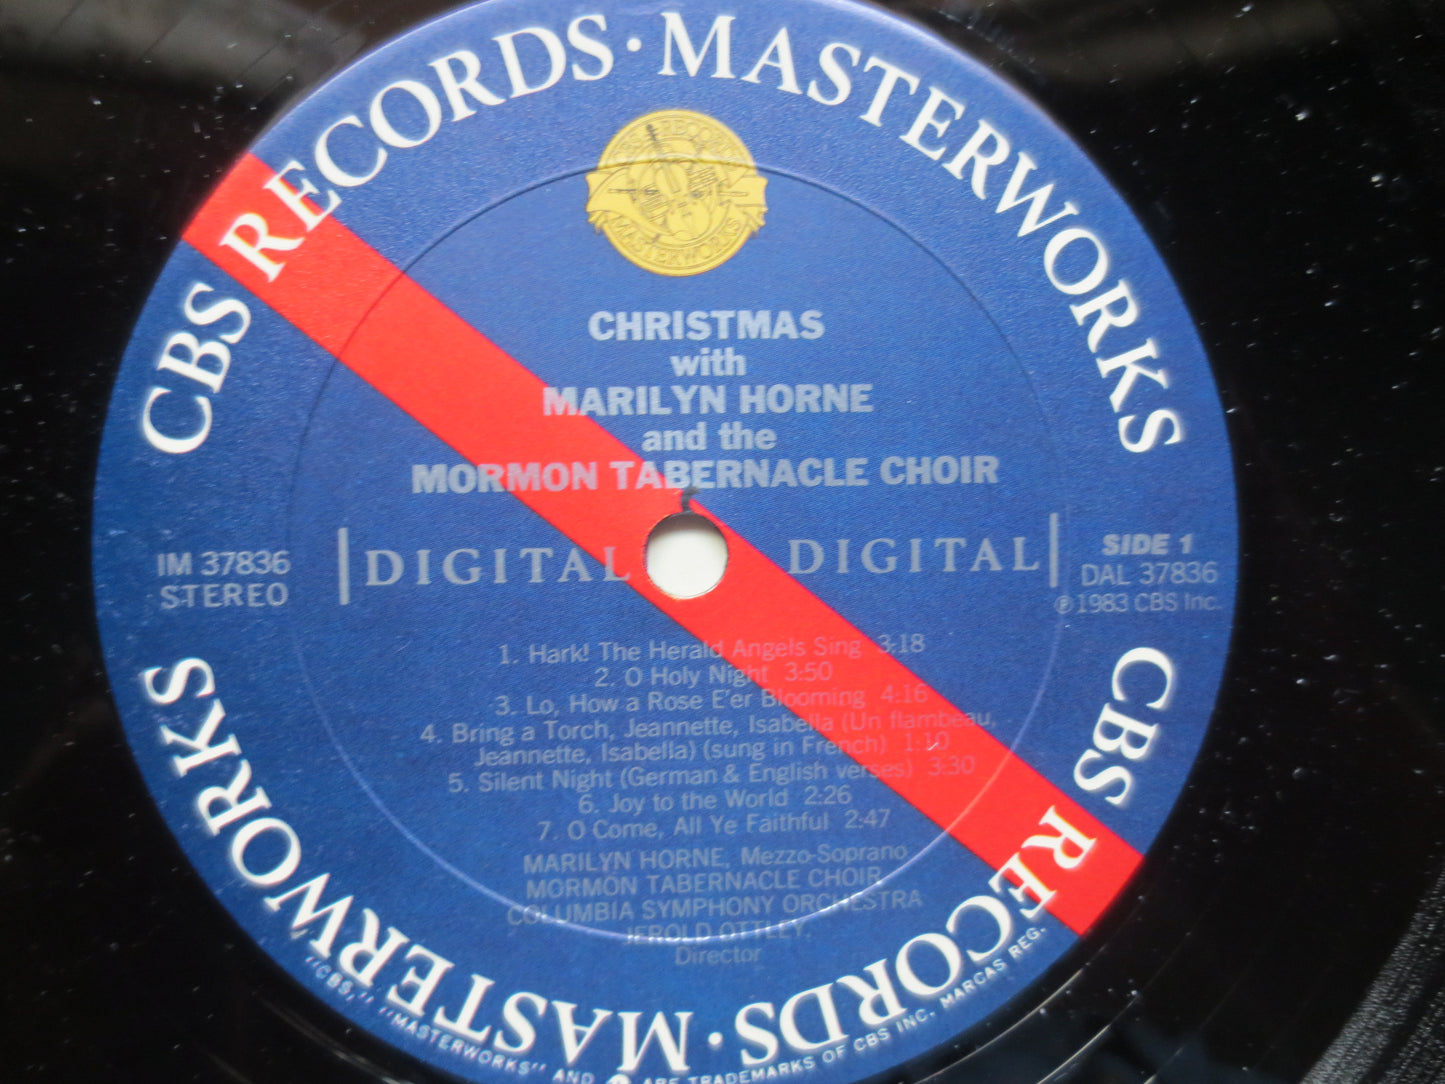 CBS RECORDS · MASTERWORKS
CBS RECORDS · MASTERWORKS
MASTERWORKS
CHRISTMAS
with
MARILYN HORNE
and the
MORMON TABERNACLE CHOIR
IM 37836
STEREO
DIGITAL
DIGITAL
SIDE 1
DAL 37836
℗ 1983 CBS Inc.
1. Hark! The Herald Angels Sing 3:18
2. O Holy Night 3:50
3. Lo, How a Rose E'er Blooming 4:16
4. Bring a Torch, Jeannette, Isabella (Un flambeau,
Jeannette, Isabella) (sung in French) 1:10
5. Silent Night (German & English verses) 3:30
6. Joy to the World 2:26
7. O Come, All Ye Faithful 2:47
MARILYN HORNE, Mezzo-Soprano
MORMON TABERNACLE CHOIR
COLUMBIA SYMPHONY ORCHESTRA
JEROLD OTTLEY,
Director
"CBS," "MASTERWORKS" AND ARE TRADEMARKS OF CBS INC. MARCAS REG.